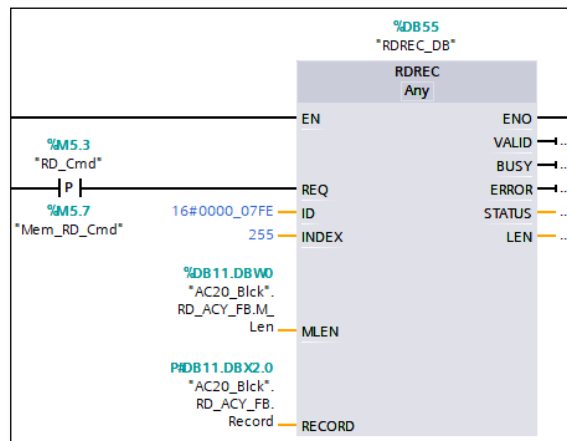 %DB55
"RDREC_DB"
RDREC
Any
EN ENO
VALID ...
BUSY ...
%M5.3
"RD_Cmd"
P
REQ ERROR ...
%M5.7
"Mem_RD_Cmd"
16#0000_07FE ID STATUS ...
255 INDEX LEN ...
%DB11.DBW0
"AC20_Blck".
RD_ACY_FB.M_
Len MLEN
P#DB11.DBX2.0
"AC20_Blck".
RD_ACY_FB.
Record RECORD